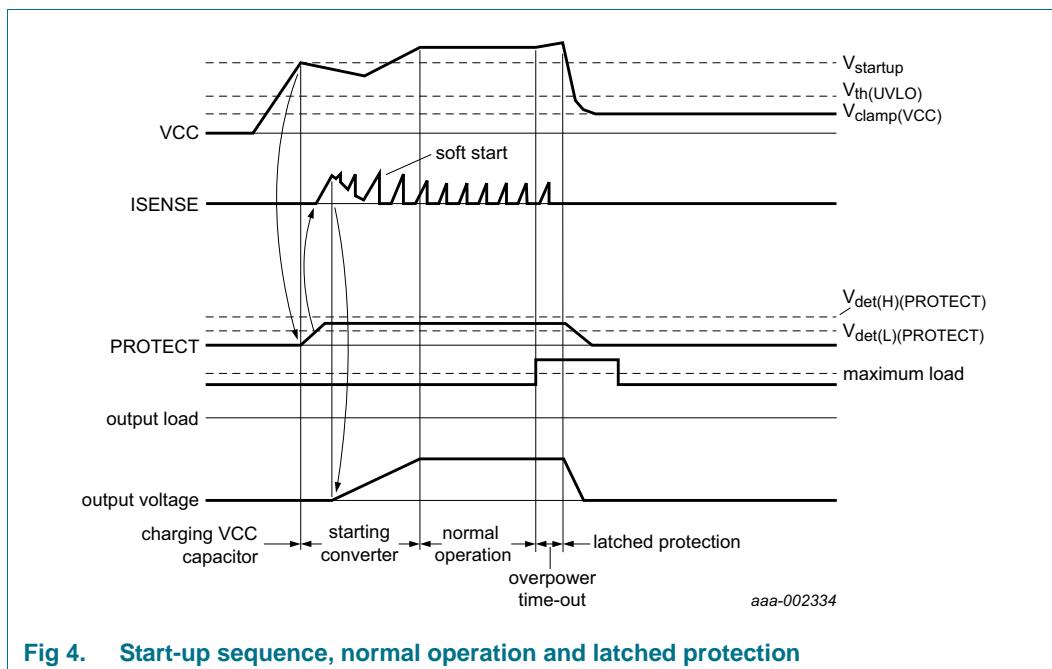 Vstartup
Vth(UVLO)
Vclamp(VCC)
VCC
soft start
ISENSE
Vdet(H)(PROTECT)
Vdet(L)(PROTECT)
PROTECT
maximum load
output load
output voltage
charging VCC
capacitor
starting
converter
normal
operation
latched protection
overpower
time-out
aaa-002334
Fig 4. Start-up sequence, normal operation and latched protection